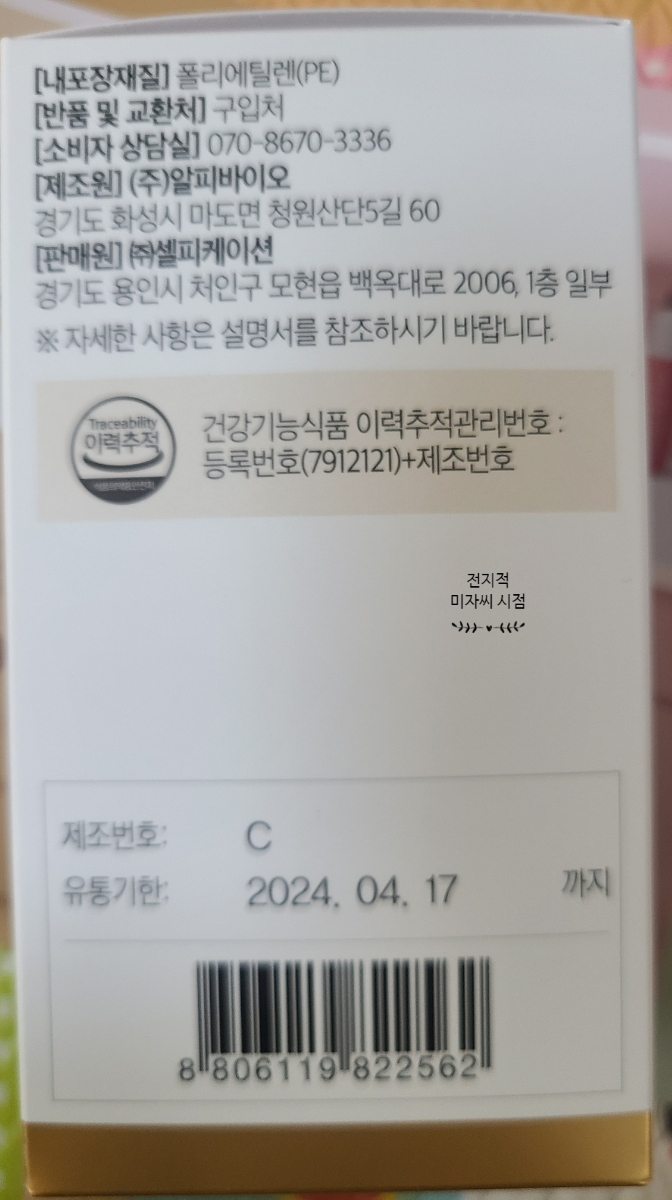 [내포장재질] 폴리에틸렌(PE)
[반품 및 교환처] 구입처
[소비자 상담실] 070-8670-3336
[제조원] (주)알피바이오
경기도 화성시 마도면 청원산단5길 60
[판매원] ㈜셀피케이션
경기도 용인시 처인구 모현읍 백옥대로 2006, 1층 일부
※ 자세한 사항은 설명서를 참조하시기 바랍니다.
Traceability
이력추적
건강기능식품 이력추적관리번호 :
등록번호(7912121)+제조번호
전지적
미자씨 시점
제조번호: C
유통기한: 2024. 04. 17 까지
8 806119 822562